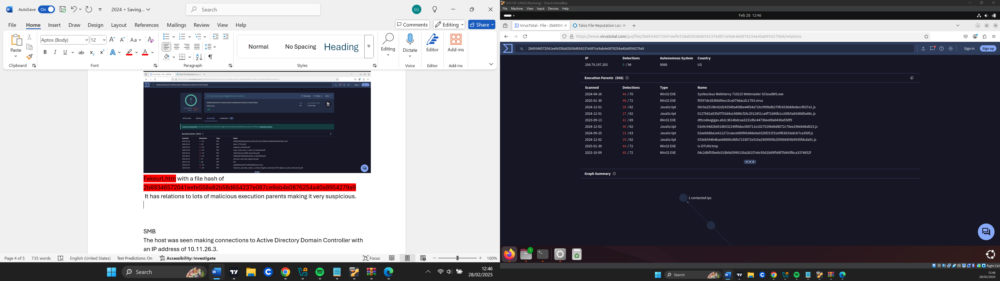 AutoSave On 2024 • Saving... Search EG
File Home Insert Draw Design Layout References Mailings Review View Help Comments Editing Share
Paste Aptos (Body) 12 Aa Normal No Spacing Heading Editing Dictate Editor Add-ins
Clipboard Font Paragraph Styles Voice Editor Add-ins
Fakeurl.htm with a file hash of
2b69346572041eefe558a82b58d654237e087ce9ab4e0876254a40a8954279a9
It has relations to lots of malicious execution parents making it very suspicious.
SMB
The host was seen making connections to Active Directory Domain Controller with
an IP address of 10.11.26.3.
Page 4 of 5 735 words English (United States) Text Predictions: On Accessibility: Investigate Focus 100%
Search 12:46
28/02/2025
SOC101-LINUX [Running] - Oracle VirtualBox
File Machine View Input Devices Help
Feb 28 12:46
VirusTotal - File - 2b6934 Talos File Reputation Loo
https://www.virustotal.com/gui/file/2b69346572041eefe558a82b58d654237e087ce9ab4e0876254a40a8954279a9/relations
2b69346572041eefe558a82b58d654237e087ce9ab4e0876254a40a8954279a9 Sign in Sign up
IP Detections Autonomous System Country
204.79.197.203 0 / 94 8068 US
Execution Parents (508)
Scanned Detections Type Name
2024-04-16 44 / 70 Win32 EXE SysNucleus WebHarvy 710215 Webmaster SCloudWS.exe
2025-01-30 48 / 72 Win32 EXE f9597de38360d9ecc0ca079dacd11793.virus
2024-12-01 28 / 62 JavaScript 00c9a25198c62d243549a458be44f24a71bc999bdb279fc6336ddedeccf637a1.js
2024-12-01 27 / 62 JavaScript 0127b82a035d7f33d4a14888cf28c2012451ca4f72d40b1cc60b5ab5d0d0a48c.js
2023-09-13 41 / 69 Win32 EXE dttcodexgigas.ab2c3614bdcaa3231dbc44736ee08a0436a550f9
2024-12-02 30 / 62 JavaScript 02e9c94d2b6018b532189f0dac000711e10275298d4d8072c70ee290eb4bd023.js
2024-09-25 23 / 63 JavaScript 02eeb68ba1e612272caece069f45d48e0a0326f251f31e9f63633a8cb7ca350f.js
2024-12-02 29 / 62 JavaScript 033eb544b4bae68600c86fa7233072e510a2909995b259568459b9935fdcda91.js
2025-01-30 44 / 72 Win32 EXE is-DTU6V.tmp
2023-10-09 45 / 72 Win32 EXE 04c2dbf55be0c018b0d3990130a26237e6c95d1b89f548f7b843fbca3374852f
Graph Summary
1 contacted ips
Right Ctrl
Search 12:46
28/02/2025